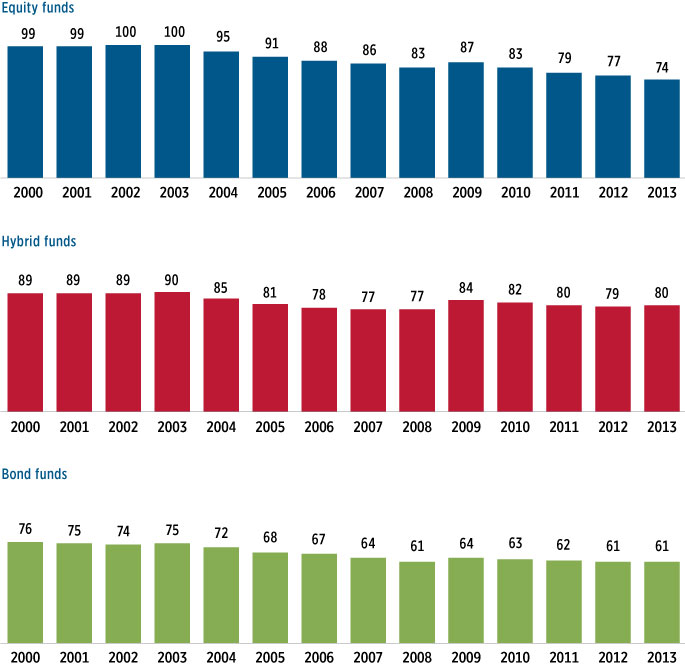 Equity funds
99 99 100 100 95 91 88 86 83 87 83 79 77 74
2000 2001 2002 2003 2004 2005 2006 2007 2008 2009 2010 2011 2012 2013
Hybrid funds
89 89 89 90 85 81 78 77 77 84 82 80 79 80
2000 2001 2002 2003 2004 2005 2006 2007 2008 2009 2010 2011 2012 2013
Bond funds
76 75 74 75 72 68 67 64 61 64 63 62 61 61
2000 2001 2002 2003 2004 2005 2006 2007 2008 2009 2010 2011 2012 2013